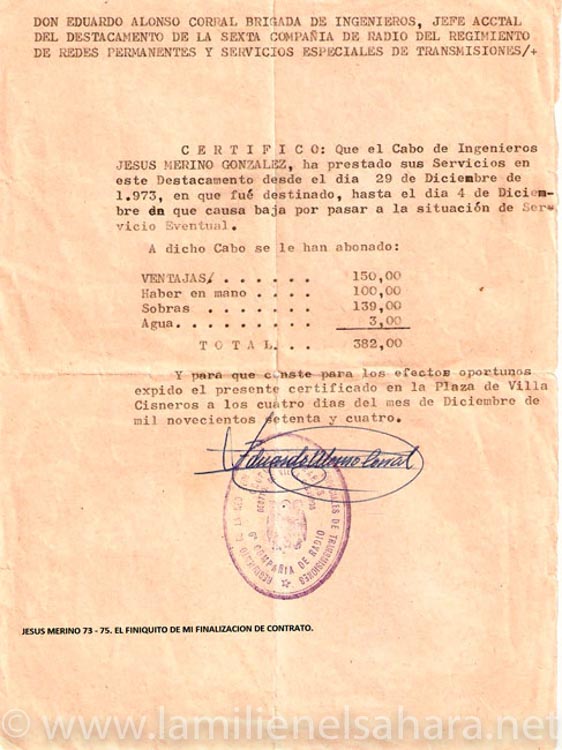 DON EDUARDO ALONSO CORRAL BRIGADA DE INGENIEROS, JEFE ACCTAL
DEL DESTACAMENTO DE LA SEXTA COMPAÑIA DE RADIO DEL REGIMIENTO
DE REDES PERMANENTES Y SERVICIOS ESPECIALES DE TRANSMISIONES/+
C E R T I F I C O: Que el Cabo de Ingenieros
JESUS MERINO GONZALEZ, ha prestado sus Servicios en
este Destacamento desde el dia 29 de Diciembre de
1.973, en que fué destinado, hasta el dia 4 de Diciem-
bre en que causa baja por pasar a la situación de Ser-
vicio Eventual.
A dicho Cabo se le han abonado:
VENTAJAS/ . . . . . . 150,00
Haber en mano . . . . 100,00
Sobras . . . . . . . 139,00
Agua. . . . . . . . . 3,00
T O T A L. . . 382,00
Y para que conste para los efectos oportunos
expido el presente certificado en la Plaza de Villa
Cisneros a los cuatro dias del mes de Diciembre de
mil novecientos setenta y cuatro.
Eduardo Alonso Corral
6ª COMPAÑIA DE RADIO
JESUS MERINO 73 - 75. EL FINIQUITO DE MI FINALIZACION DE CONTRATO.
© www.lamilienelsahara.net